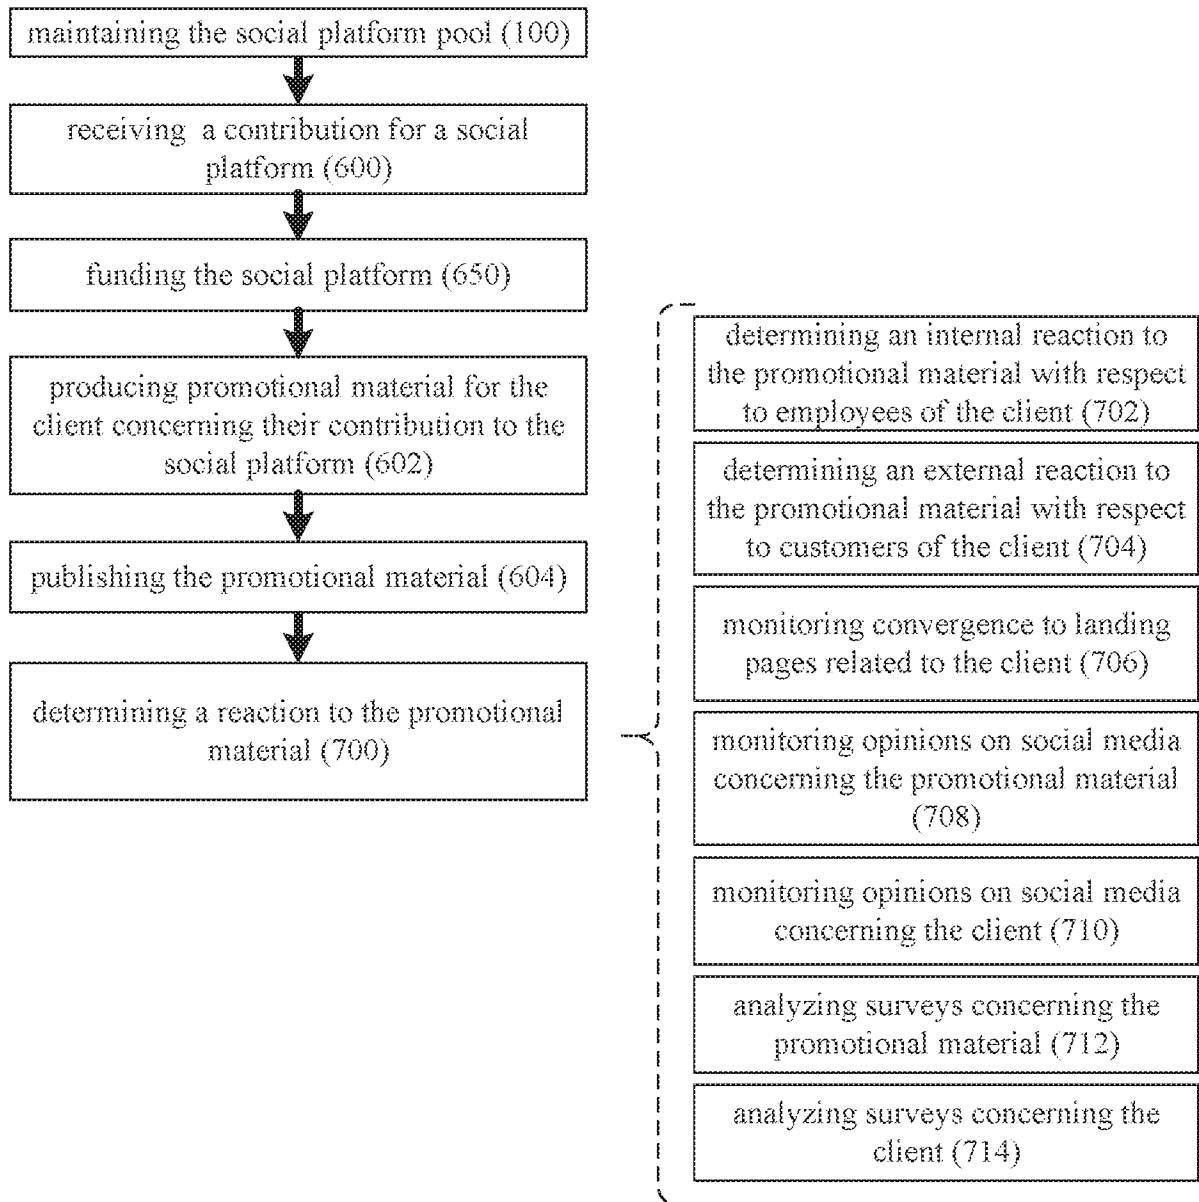 maintaining the social platform pool (100)
receiving a contribution for a social
platform (600)
funding the social platform (650)
producing promotional material for the
client concerning their contribution to the
social platform (602)
publishing the promotional material (604)
determining a reaction to the promotional
material (700)
determining an internal reaction to
the promotional material with respect
to employees of the client (702)
determining an external reaction to
the promotional material with respect
to customers of the client (704)
monitoring convergence to landing
pages related to the client (706)
monitoring opinions on social media
concerning the promotional material
(708)
monitoring opinions on social media
concerning the client (710)
analyzing surveys concerning the
promotional material (712)
analyzing surveys concerning the
client (714)